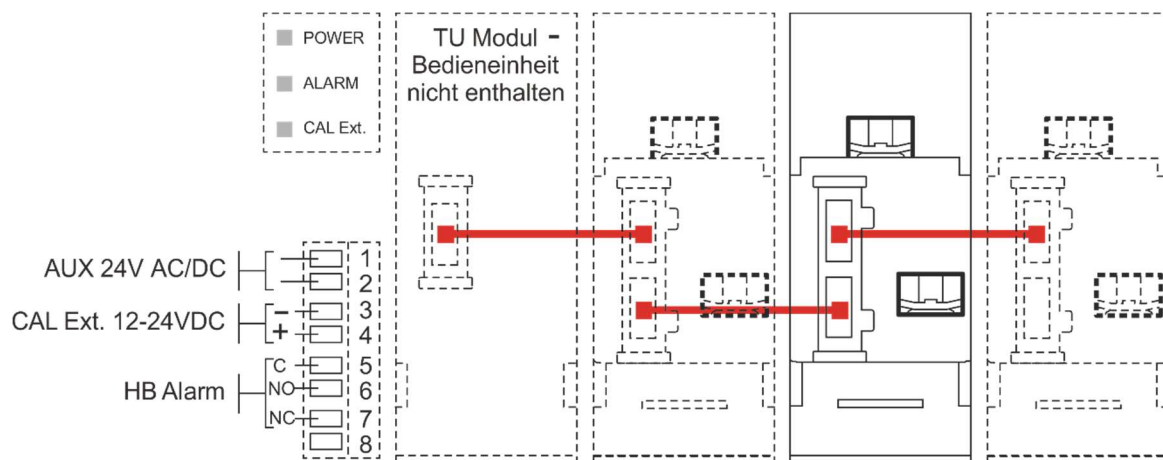 POWER
ALARM
CAL Ext.
TU Modul -
Bedieneinheit
nicht enthalten
AUX 24V AC/DC
1
2
CAL Ext. 12-24VDC
- 3
+ 4
HB Alarm
C 5
NO 6
NC 7
8